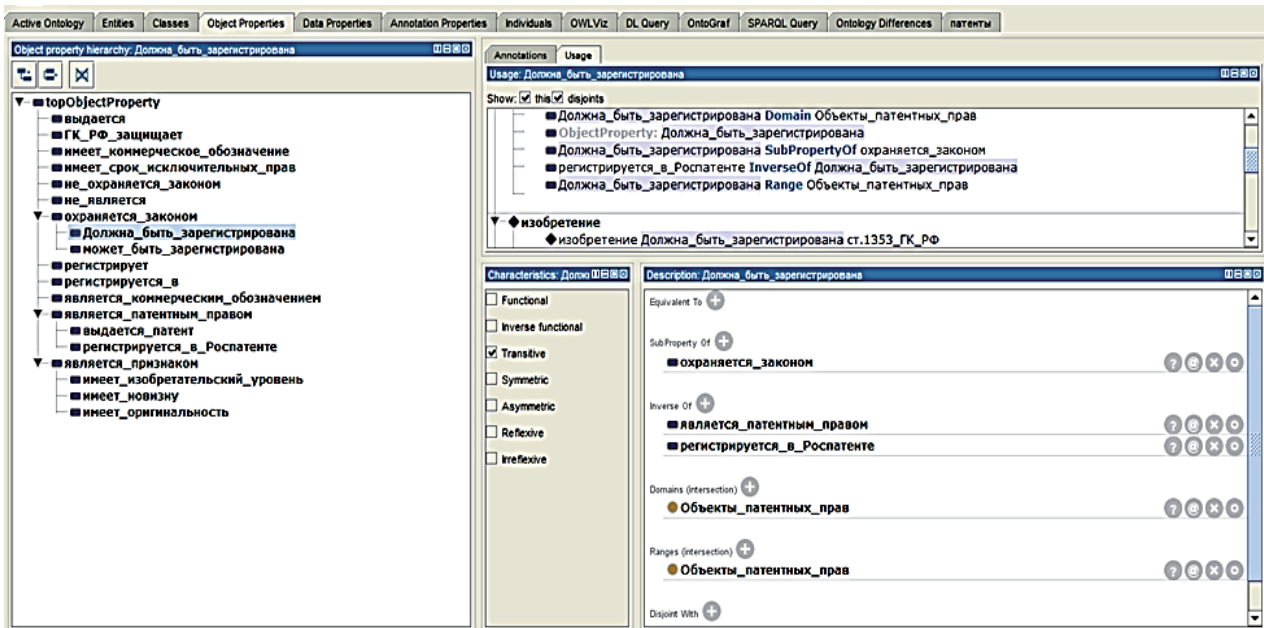 Active Ontology Entities Classes Object Properties Data Properties Annotation Properties Individuals OWLViz DL Query OntoGraf SPARQL Query Ontology Differences патенты
Object property hierarchy: Должна_быть_зарегистрирована
topObjectProperty
выдается
ГК_РФ_защищает
имеет_коммерческое_обозначение
имеет_срок_исключительных_прав
не_охраняется_законом
не_является
охраняется_законом
Должна_быть_зарегистрирована
может_быть_зарегистрирована
регистрирует
регистрируется_в
является_коммерческим_обозначением
является_патентным_правом
выдается_патент
регистрируется_в_Роспатенте
является_признаком
имеет_изобретательский_уровень
имеет_новизну
имеет_оригинальность
Annotations Usage
Usage: Должна_быть_зарегистрирована
Show: this disjoints
Должна_быть_зарегистрирована Domain Объекты_патентных_прав
ObjectProperty: Должна_быть_зарегистрирована
Должна_быть_зарегистрирована SubPropertyOf охраняется_законом
регистрируется_в_Роспатенте InverseOf Должна_быть_зарегистрирована
Должна_быть_зарегистрирована Range Объекты_патентных_прав
изобретение
изобретение Должна_быть_зарегистрирована ст.1353_ГК_РФ
Characteristics: Должно
Functional
Inverse functional
Transitive
Symmetric
Asymmetric
Reflexive
Irreflexive
Description: Должна_быть_зарегистрирована
Equivalent To
SubProperty Of
охраняется_законом
Inverse Of
является_патентным_правом
регистрируется_в_Роспатенте
Domains (intersection)
Объекты_патентных_прав
Ranges (intersection)
Объекты_патентных_прав
Disjoint With